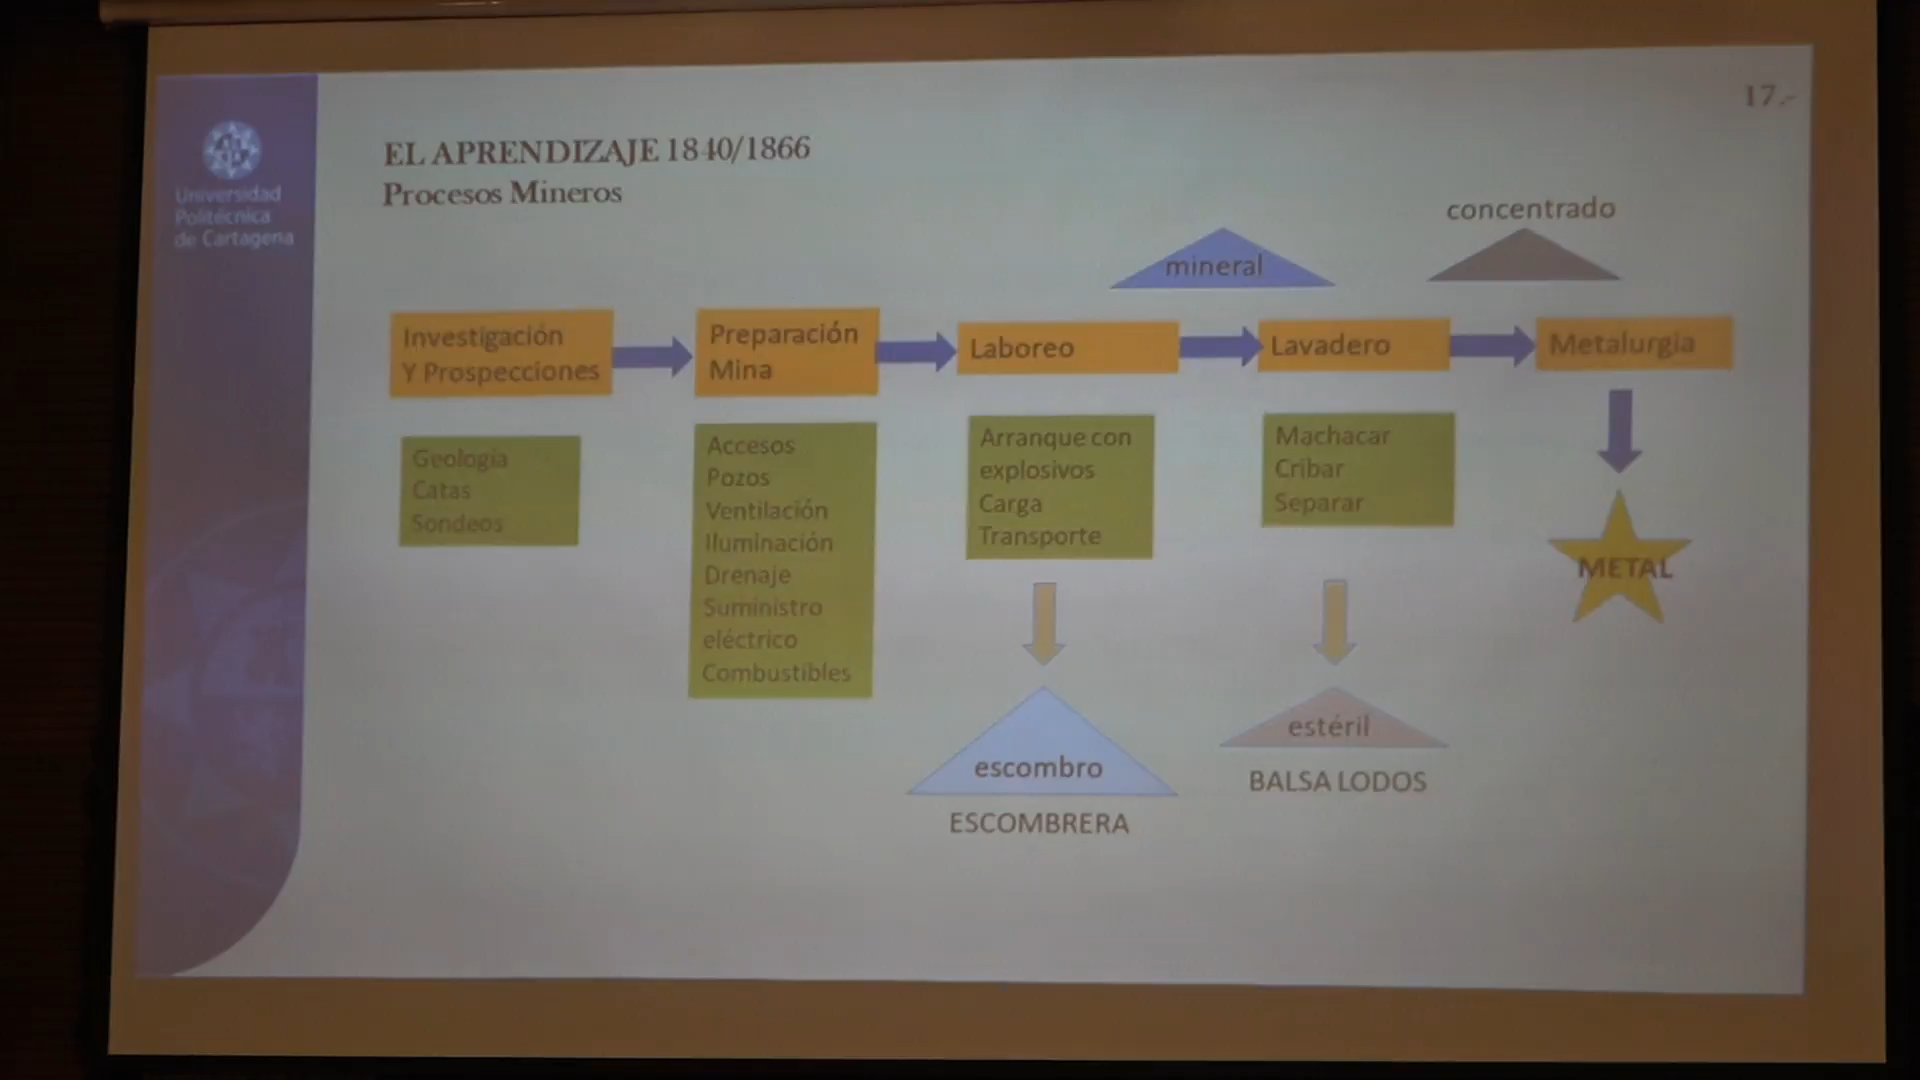 17.-
Universidad
Politécnica
de Cartagena
EL APRENDIZAJE 1840/1866
Procesos Mineros
mineral
concentrado
Investigación
Y Prospecciones
Preparación
Mina
Laboreo
Lavadero
Metalurgia
Geología
Catas
Sondeos
Accesos
Pozos
Ventilación
Iluminación
Drenaje
Suministro
eléctrico
Combustibles
Arranque con
explosivos
Carga
Transporte
Machacar
Cribar
Separar
METAL
escombro
ESCOMBRERA
estéril
BALSA LODOS